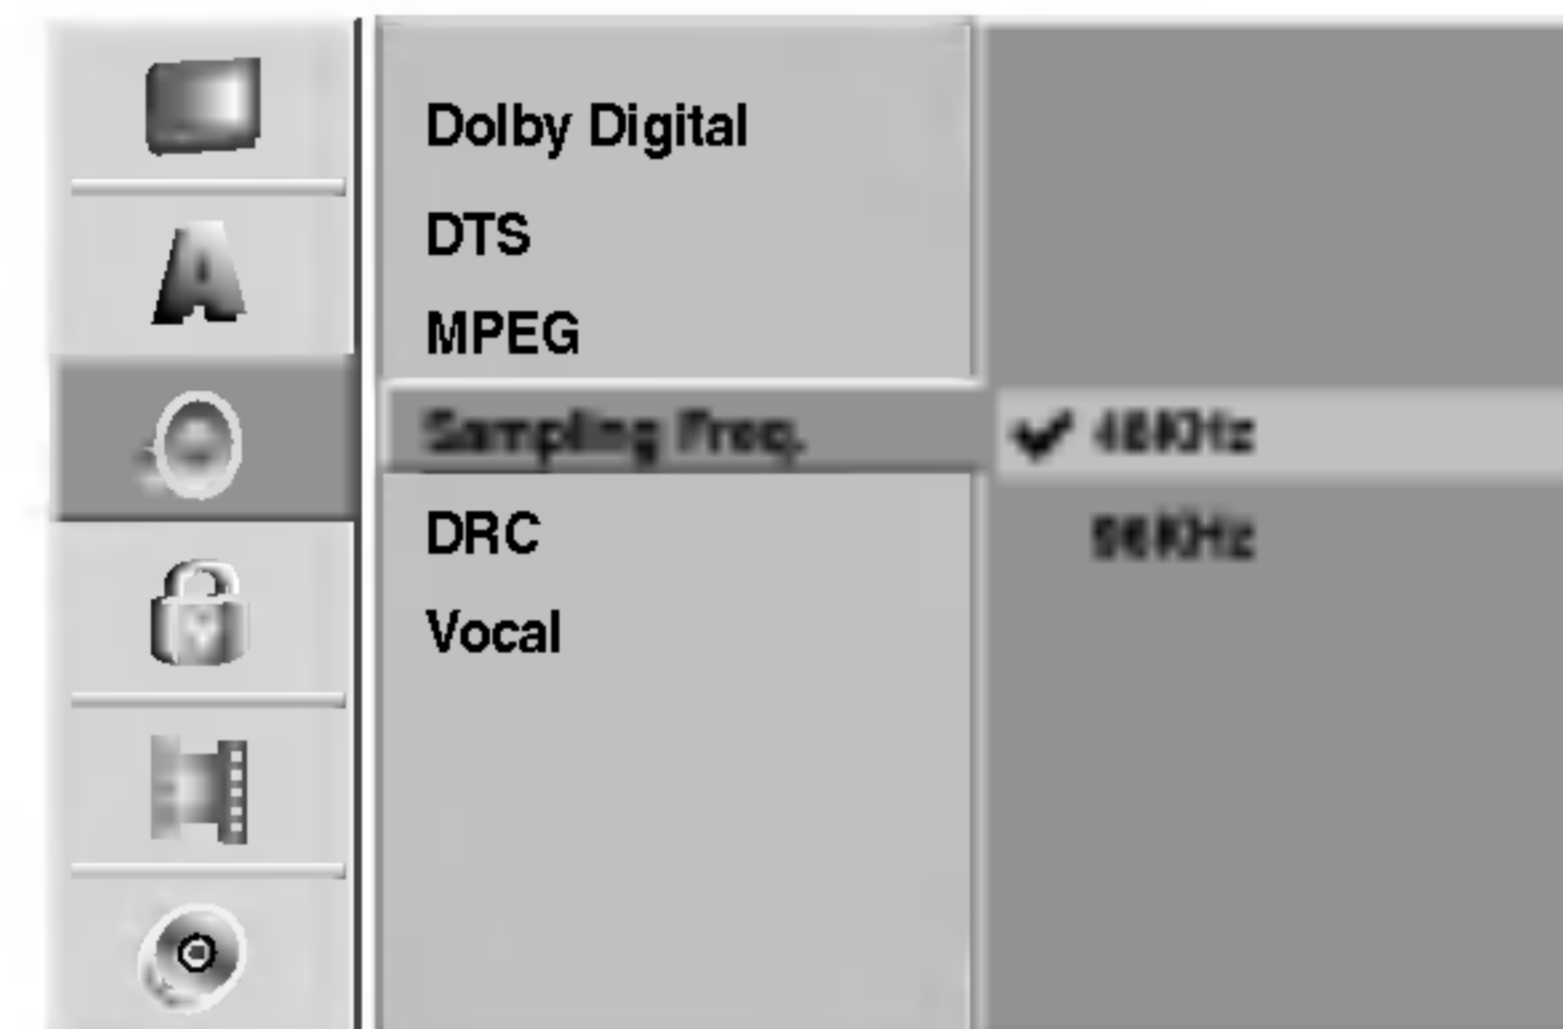 Dolby Digital
DTS
MPEG
Sampling Freq.
48KHz
96KHz
DRC
Vocal